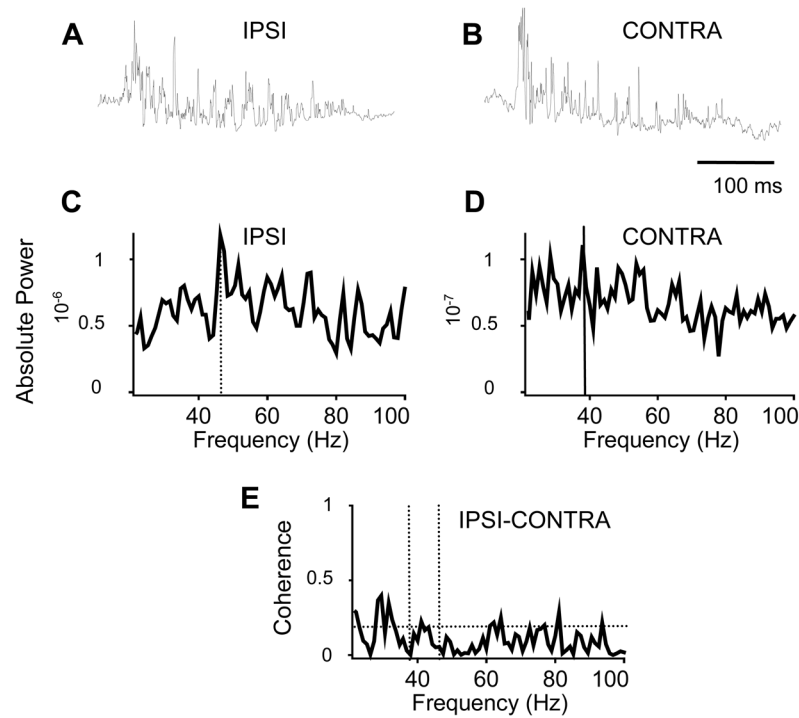 A IPSI
B CONTRA
100 ms
C IPSI
Absolute Power
10-6
1
0.5
0
40 60 80 100
Frequency (Hz)
D CONTRA
10-7
1
0.5
0
40 60 80 100
Frequency (Hz)
E IPSI-CONTRA
Coherence
1
0.5
0
40 60 80 100
Frequency (Hz)